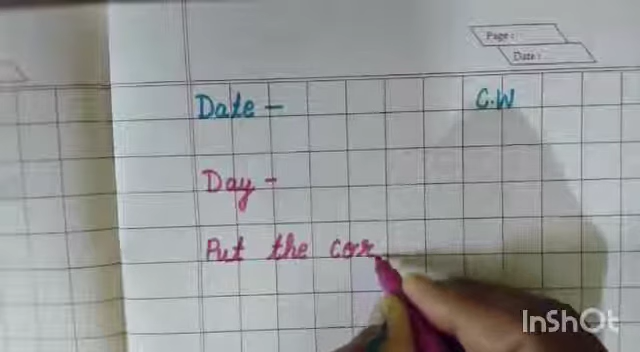 Page :
Date :
Date - C.W
Day -
Put the cor
InShOt